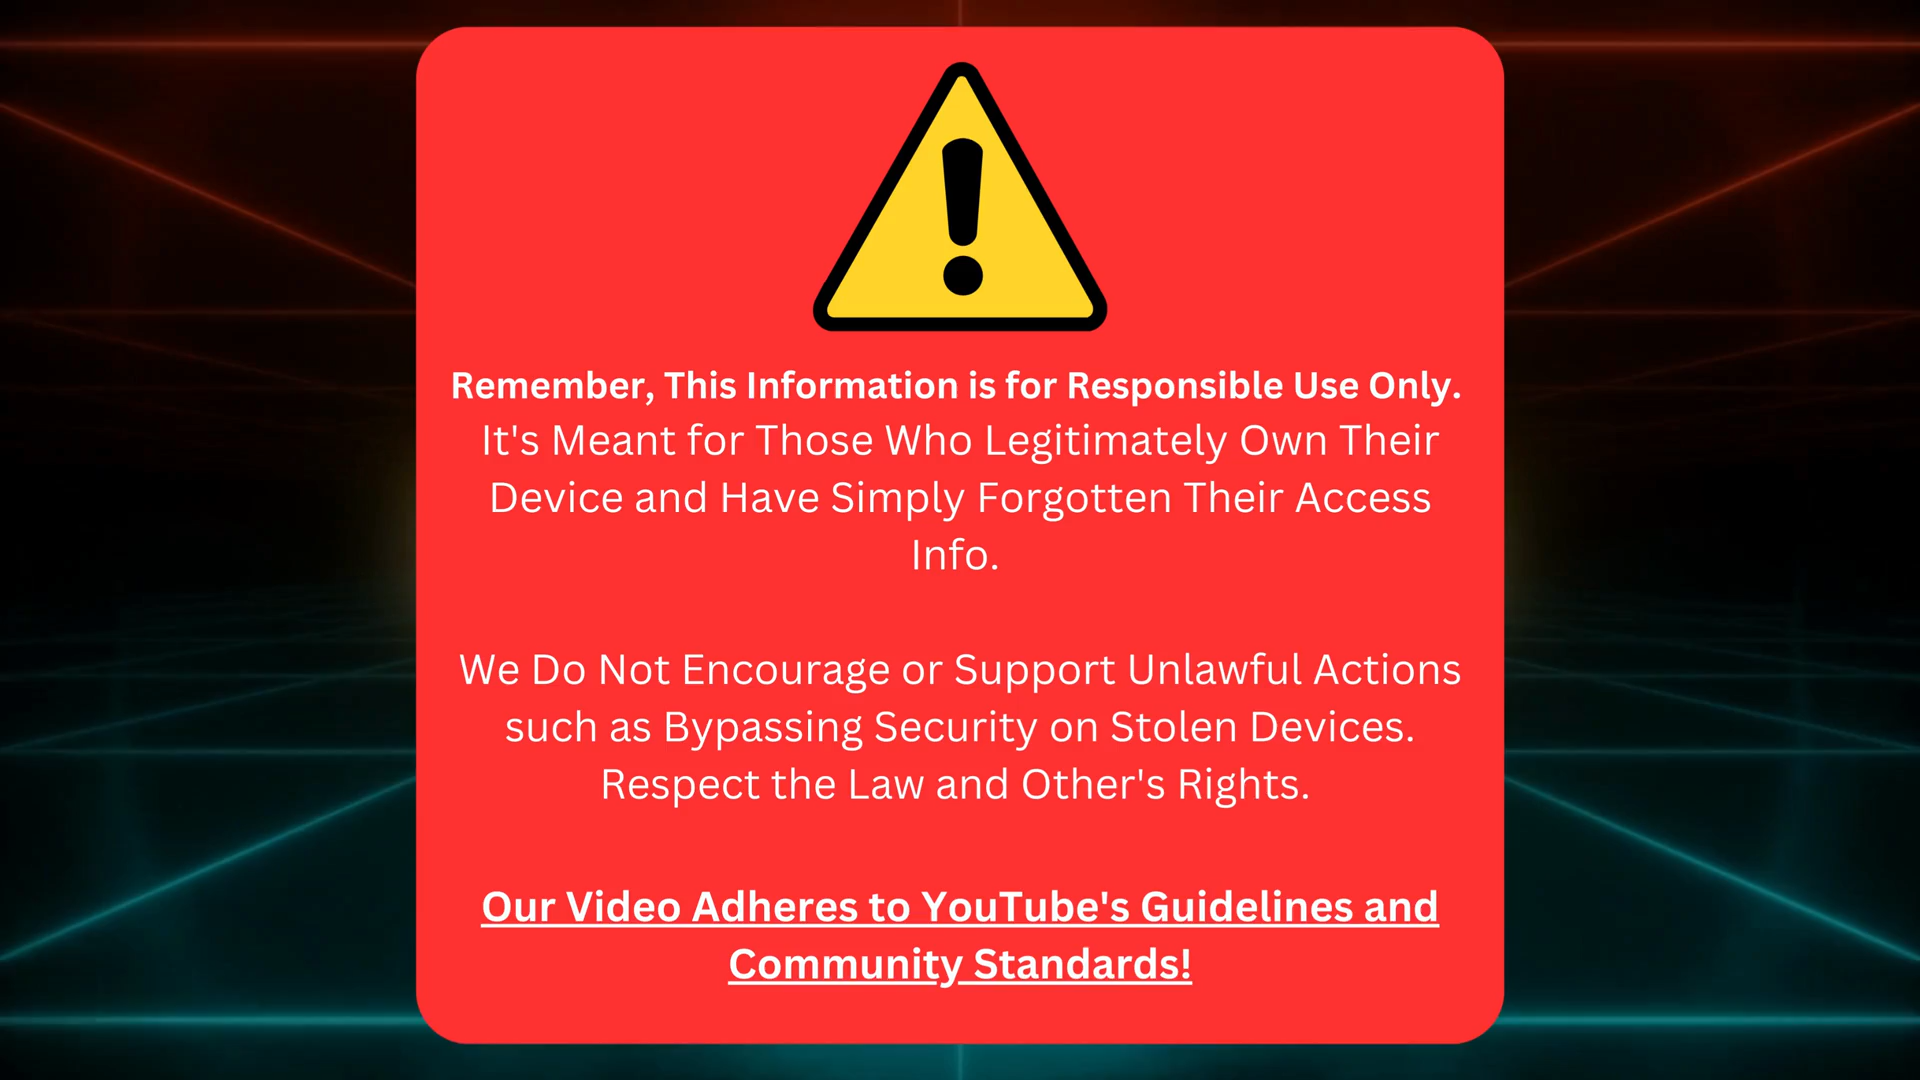 Remember, This Information is for Responsible Use Only.
It's Meant for Those Who Legitimately Own Their
Device and Have Simply Forgotten Their Access
Info.
We Do Not Encourage or Support Unlawful Actions
such as Bypassing Security on Stolen Devices.
Respect the Law and Other's Rights.
Our Video Adheres to YouTube's Guidelines and
Community Standards!